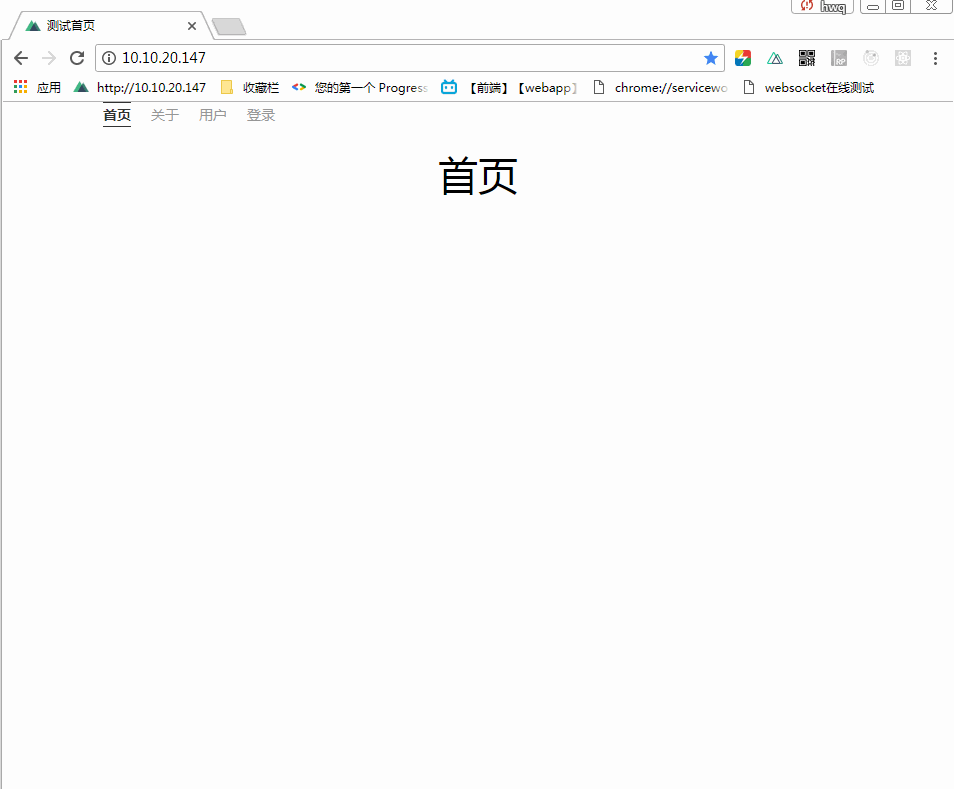 hwq
测试首页
10.10.20.147
应用 http://10.10.20.147 收藏栏 您的第一个 Progress 【前端】【webapp】 chrome://servicewo websocket在线测试
首页 关于 用户 登录
首页